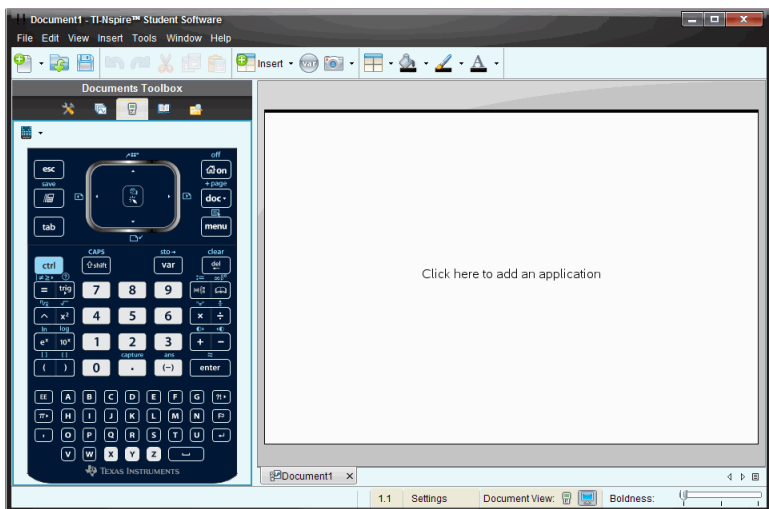 Document1 - TI-Nspire™ Student Software
File Edit View Insert Tools Window Help
Insert var A
Documents Toolbox
off
esc on
save + page
doc
tab menu
CAPS sto→ clear
ctrl ⇧shift var del
= trig 7 8 9
^ x² 4 5 6 × ÷
ln log
eˣ 10ˣ 1 2 3 + −
[ ] { } capture ans ≈
( ) 0 . (−) enter
EE A B C D E F G ?!▸
π▸ H I J K L M N
, O P Q R S T U
V W X Y Z
TEXAS INSTRUMENTS
Click here to add an application
Document1
1.1 Settings Document View: Boldness: